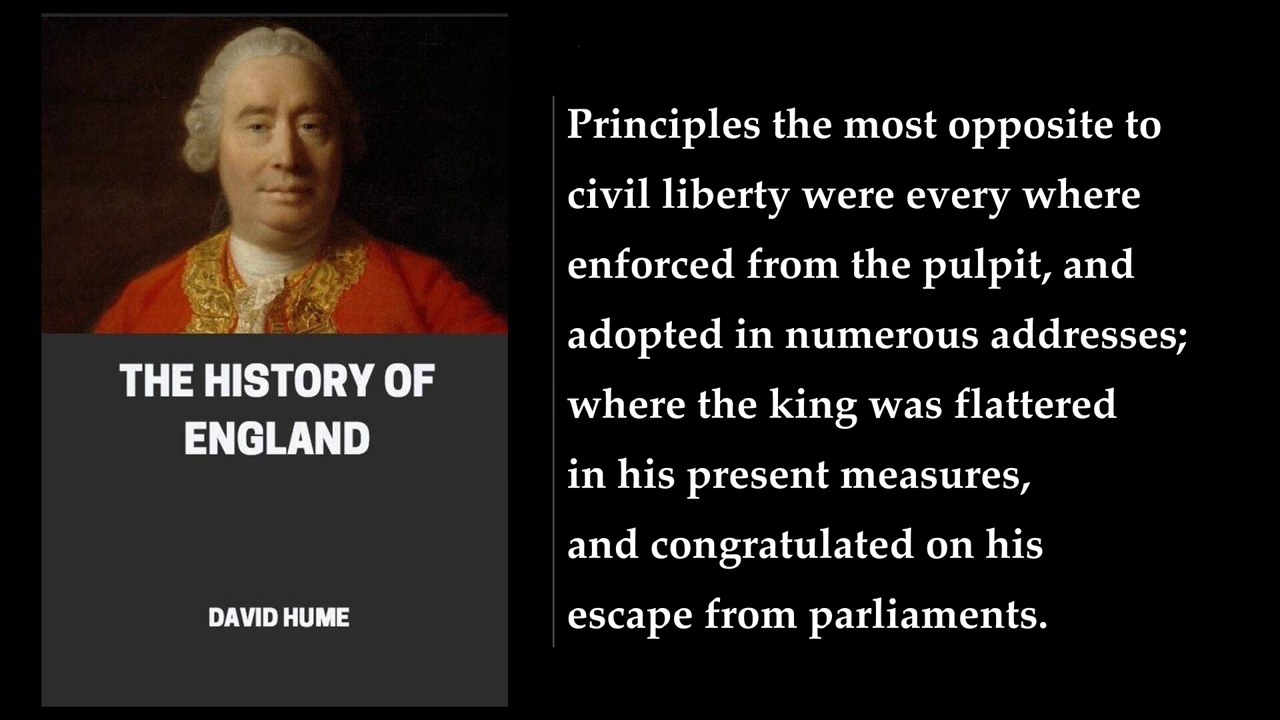 THE HISTORY OF
ENGLAND
DAVID HUME
Principles the most opposite to
civil liberty were every where
enforced from the pulpit, and
adopted in numerous addresses;
where the king was flattered
in his present measures,
and congratulated on his
escape from parliaments.